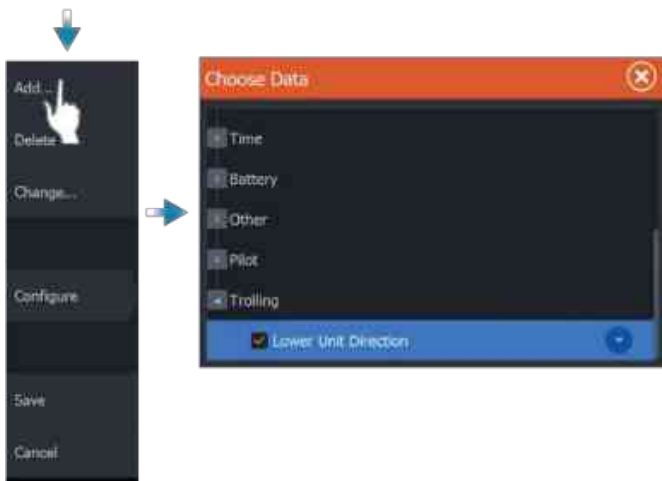 Add...
Delete
Change...
Configure
Save
Cancel
Choose Data
Time
Battery
Other
Pilot
Trolling
Lower Unit Direction